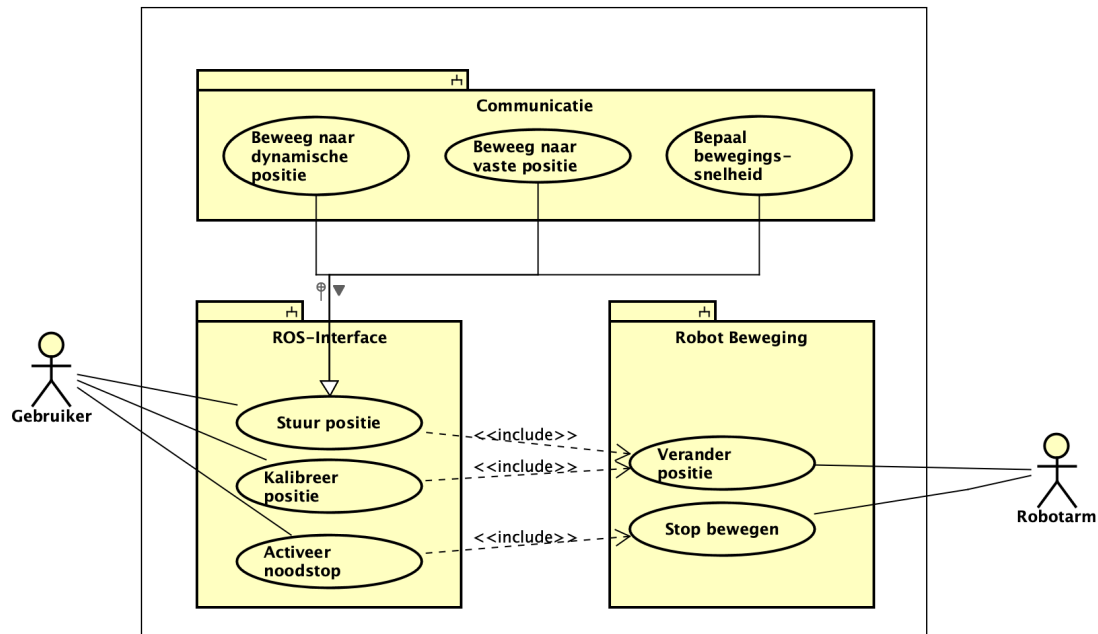 Communicatie
Beweeg naar
dynamische
positie
Beweeg naar
vaste positie
Bepaal
bewegings-
snelheid
ROS-Interface
Robot Beweging
Gebruiker
Stuur positie
<<include>>
Kalibreer
positie
<<include>>
Verander
positie
Activeer
noodstop
<<include>>
Stop bewegen
Robotarm